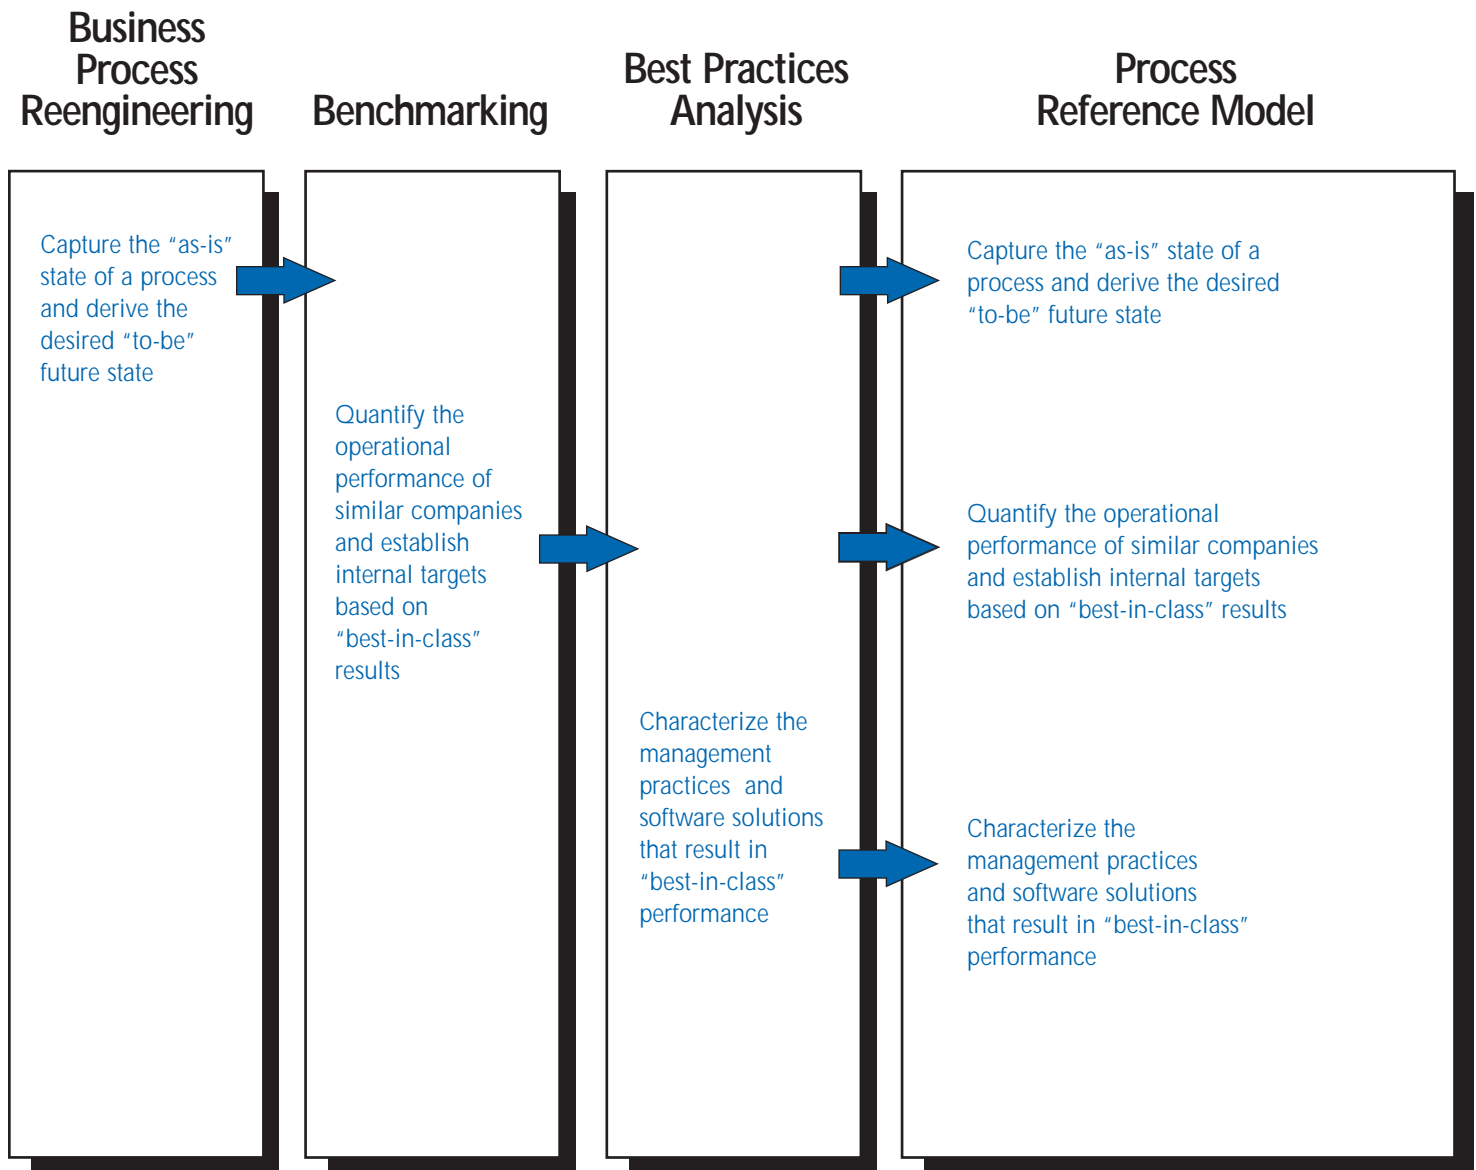 Business
Process
Reengineering
Benchmarking
Best Practices
Analysis
Process
Reference Model
Capture the “as-is”
state of a process
and derive the
desired “to-be”
future state
Quantify the
operational
performance of
similar companies
and establish
internal targets
based on
“best-in-class”
results
Characterize the
management
practices  and
software solutions
that result in
“best-in-class”
performance
Capture the “as-is” state of a
process and derive the desired
“to-be” future state
Quantify the operational
performance of similar companies
and establish internal targets
based on “best-in-class” results
Characterize the
management practices
and software solutions
that result in “best-in-class”
performance